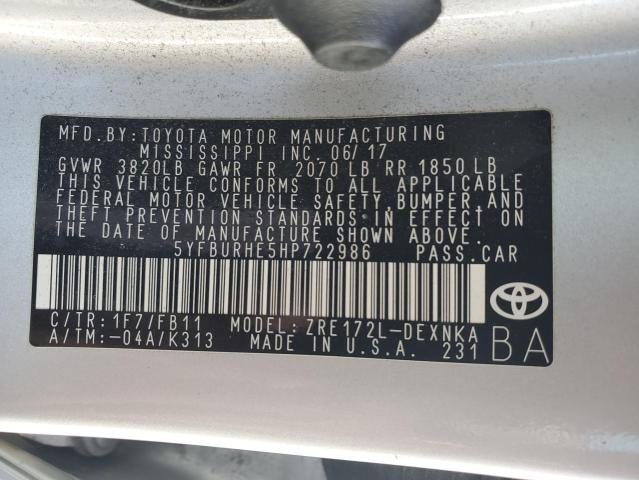 MFD. BY: TOYOTA MOTOR MANUFACTURING
MISSISSIPPI INC. 06/17
GVWR 3820LB GAWR FR 2070 LB RR 1850 LB
THIS VEHICLE CONFORMS TO ALL APPLICABLE
FEDERAL MOTOR VEHICLE SAFETY, BUMPER, AND
THEFT PREVENTION STANDARDS IN EFFECT ON
THE DATE OF MANUFACTURE SHOWN ABOVE.
5YFBURHE5HP722986 PASS. CAR
C/TR: 1F7/FB11 MODEL: ZRE172L-DEXNKA
A/TM: -04A/K313 MADE IN U.S.A. 231
BA